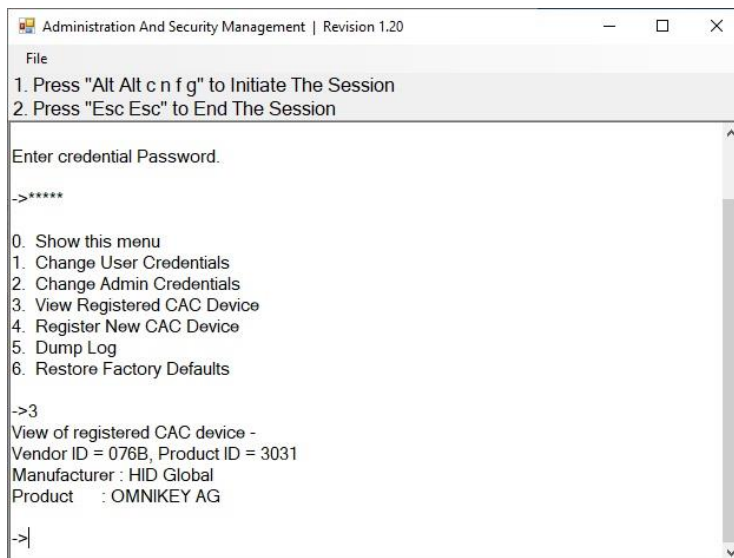 Administration And Security Management | Revision 1.20
File
1. Press "Alt Alt c n f g" to Initiate The Session
2. Press "Esc Esc" to End The Session
Enter credential Password.
->*****
0. Show this menu
1. Change User Credentials
2. Change Admin Credentials
3. View Registered CAC Device
4. Register New CAC Device
5. Dump Log
6. Restore Factory Defaults
->3
View of registered CAC device -
Vendor ID = 076B, Product ID = 3031
Manufacturer : HID Global
Product : OMNIKEY AG
->